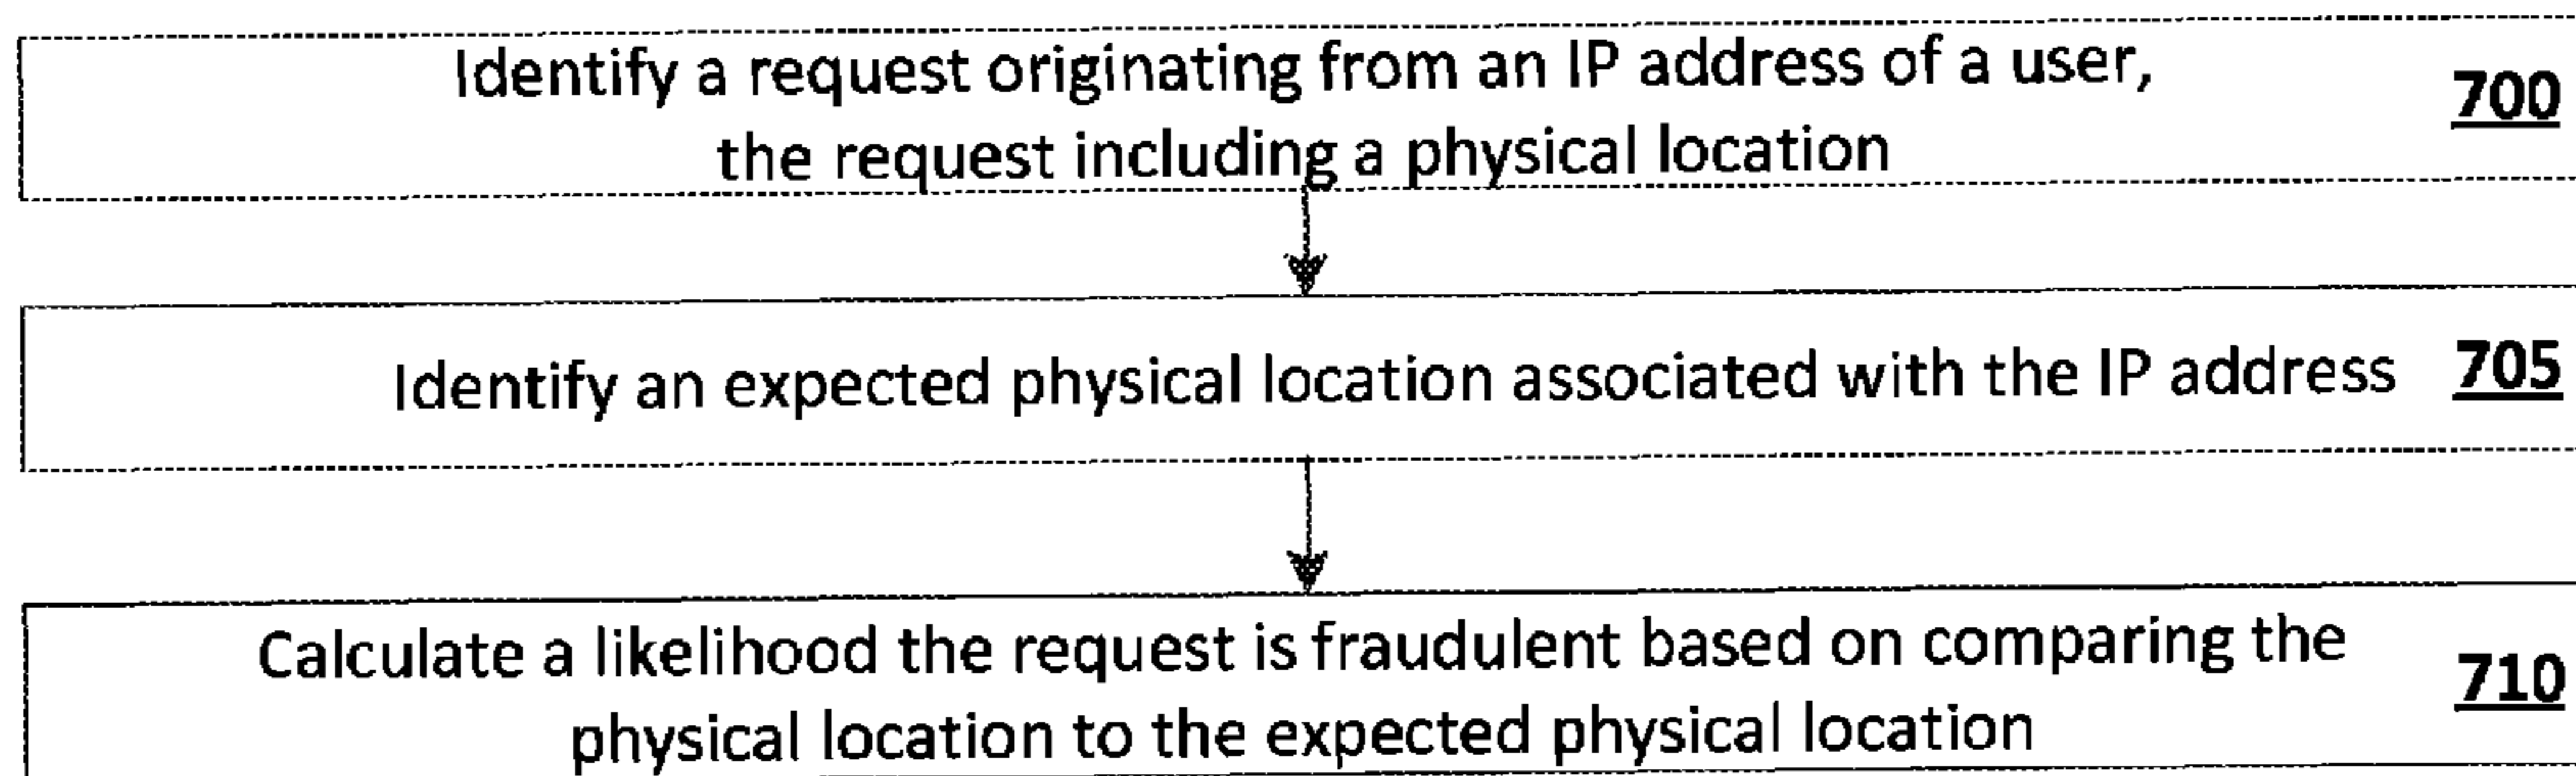 Identify a request originating from an IP address of a user,
700
the request including a physical location
Identify an expected physical location associated with the IP address 705
Calculate a likelihood the request is fraudulent based on comparing the
710
physical location to the expected physical location